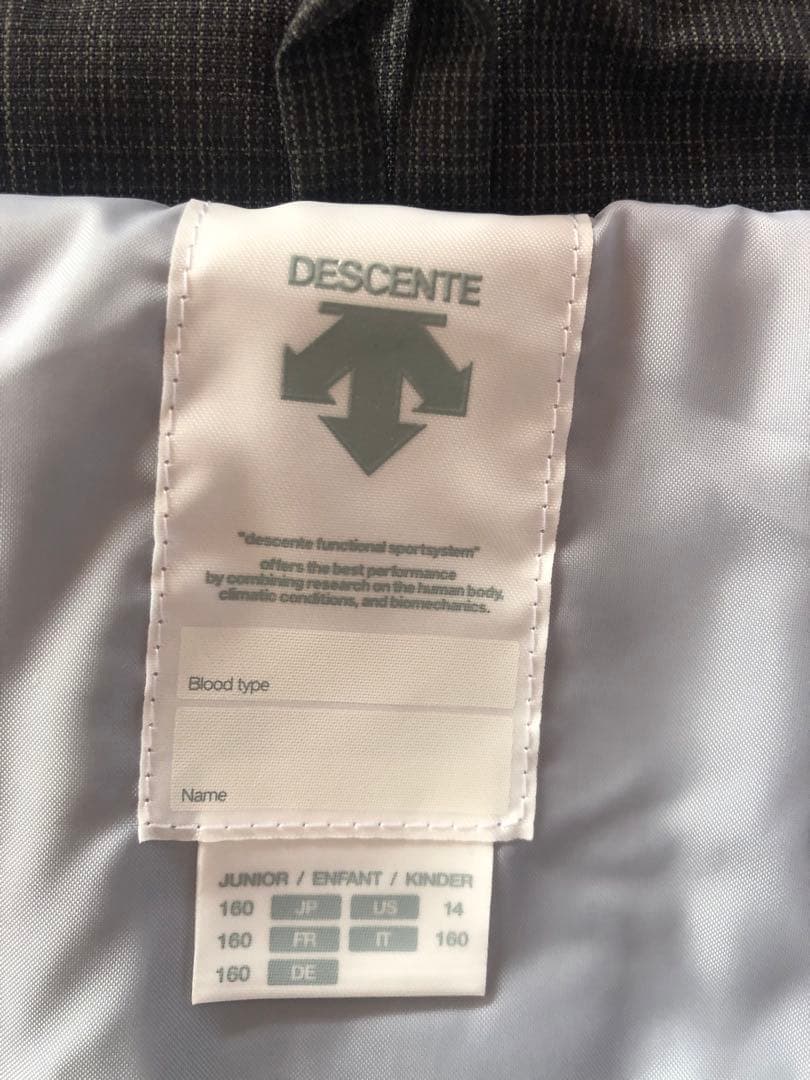 DESCENTE
"descente functional sportsystem"
offers the best performance
by combining research on the human body,
climatic conditions, and biomechanics.
Blood type
Name
JUNIOR / ENFANT / KINDER
160 JP US 14
160 FR IT 160
160 DE